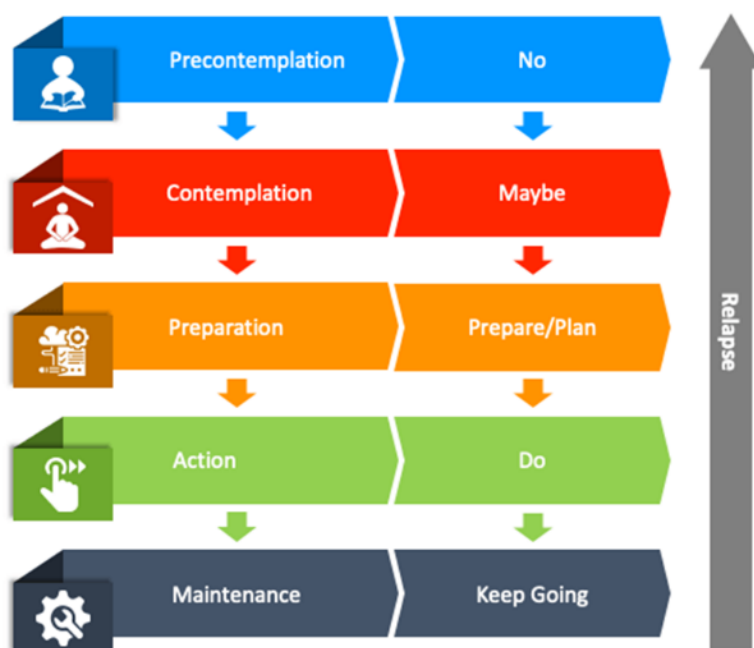 Precontemplation
No
Contemplation
Maybe
Preparation
Prepare/Plan
Action
Do
Maintenance
Keep Going
Relapse